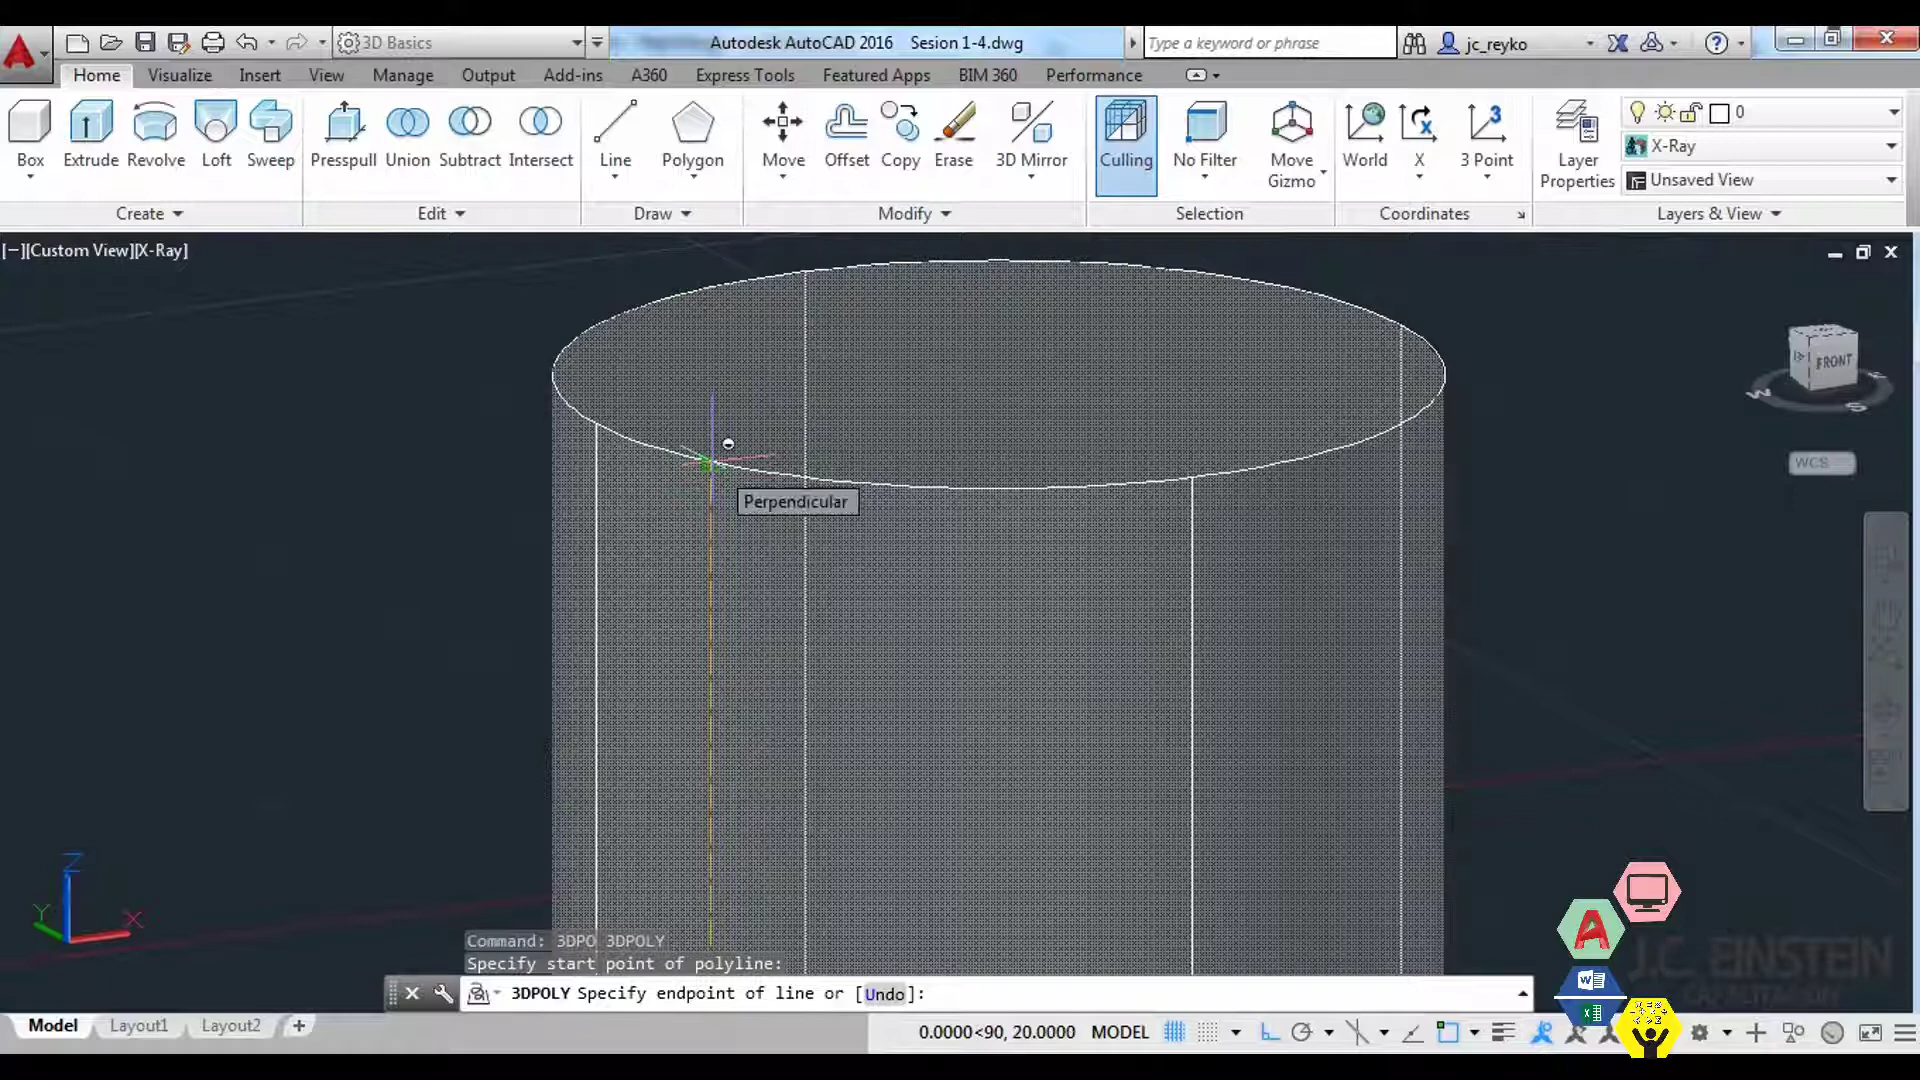 3D Basics
Autodesk AutoCAD 2016 Sesion 1-4.dwg
Type a keyword or phrase
jc_reyko
Home Visualize Insert View Manage Output Add-ins A360 Express Tools Featured Apps BIM 360 Performance
Box Extrude Revolve Loft Sweep Presspull Union Subtract Intersect Line Polygon Move Offset Copy Erase 3D Mirror Culling No Filter Move Gizmo World X 3 Point Layer Properties
0
X-Ray
Unsaved View
Create Edit Draw Modify Selection Coordinates Layers & View
[−][Custom View][X-Ray]
FRONT
W
S
WCS
Perpendicular
Z
Y
X
Command: 3DPO 3DPOLY
Specify start point of polyline:
3DPOLY Specify endpoint of line or [Undo]:
A
J.C. EINSTEIN
CAPACITACIÓN
Model Layout1 Layout2 +
0.0000<90, 20.0000 MODEL